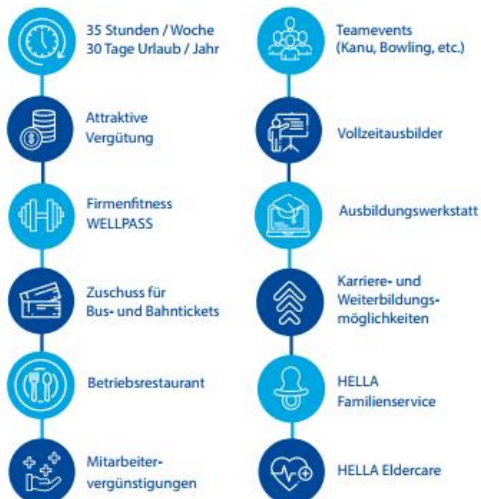 35 Stunden / Woche
30 Tage Urlaub / Jahr
Attraktive
Vergütung
Firmenfitness
WELLPASS
Zuschuss für
Bus- und Bahntickets
Betriebsrestaurant
Mitarbeiter-
vergünstigungen
Teamevents
(Kanu, Bowling, etc.)
Vollzeitausbilder
Ausbildungswerkstatt
Karriere- und
Weiterbildungs-
möglichkeiten
HELLA
Familienservice
HELLA Eldercare